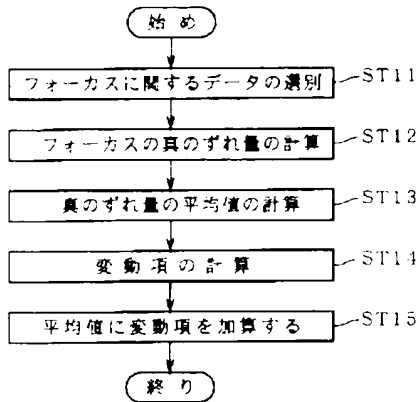 始め
フォーカスに関するデータの選別 ST11
フォーカスの真のずれ量の計算 ST12
真のずれ量の平均値の計算 ST13
変動項の計算 ST14
平均値に変動項を加算する ST15
終り